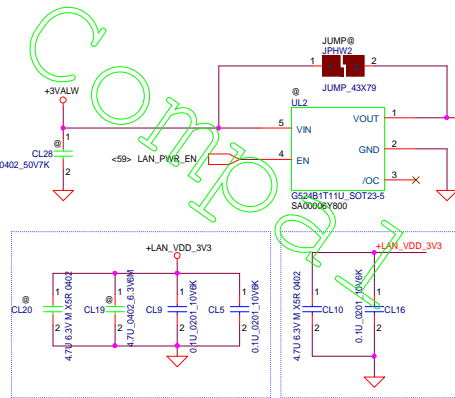 JUMP@
JPHW2
1 2
JUMP_43X79
+3VALW
@
UL2
5 VIN VOUT 1
@ 1
CL28
0402_50V7K
2
<59> LAN_PWR_EN 4 EN
GND 2
/OC 3
G524B1T11U_SOT23-5
SA00006Y800
+LAN_VDD_3V3
@ 1
CL20
2
4.7U 6.3V M X5R 0402
@ 1
CL19
2
4.7U_0402_6.3V6M
1
CL9
2
0.1U_0201_10V6K
1
CL5
2
0.1U_0201_10V6K
+LAN_VDD_3V3
1
CL10
2
4.7U 6.3V M X5R 0402
1
CL16
2
0.1U_0201_10V6K